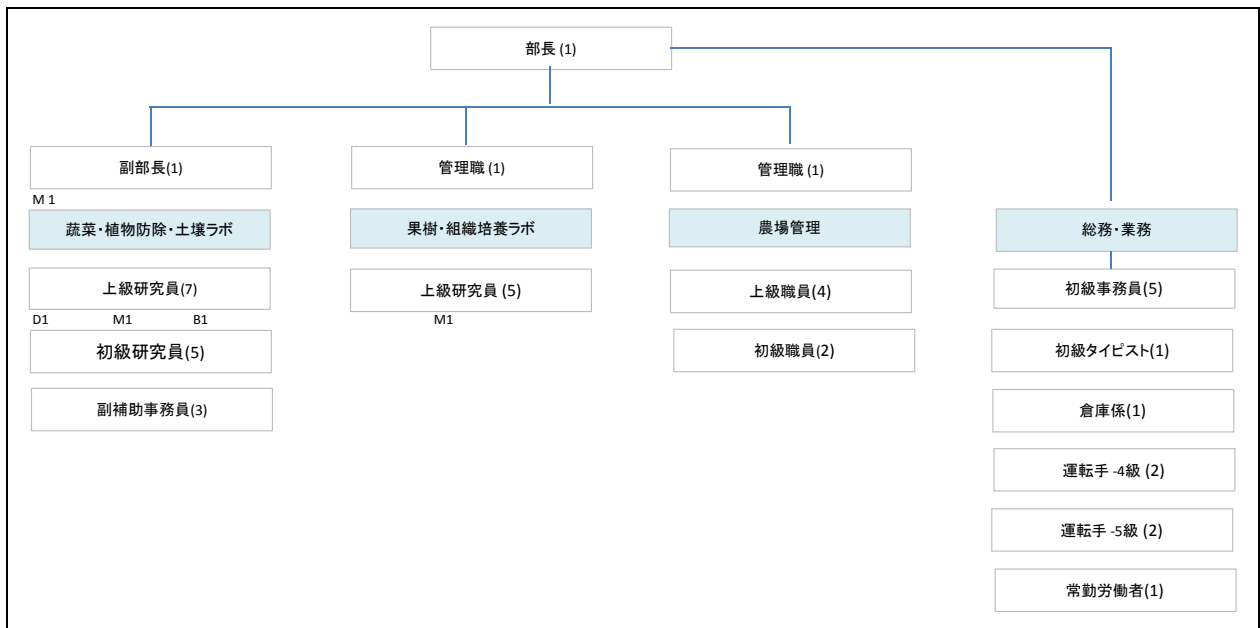 部長 (1)
副部長(1)
M 1
蔬菜・植物防除・土壌ラボ
上級研究員(7)
D1 M1 B1
初級研究員(5)
副補助事務員(3)
管理職 (1)
果樹・組織培養ラボ
上級研究員 (5)
M1
管理職 (1)
農場管理
上級職員(4)
初級職員(2)
総務・業務
初級事務員(5)
初級タイピスト(1)
倉庫係(1)
運転手 -4級 (2)
運転手 -5級 (2)
常勤労働者(1)